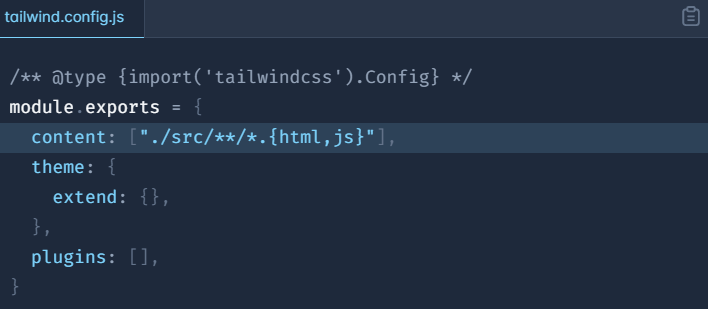 tailwind.config.js
/** @type {import('tailwindcss').Config} */
module.exports = {
  content: ["./src/**/*.{html,js}"],
  theme: {
    extend: {},
  },
  plugins: [],
}